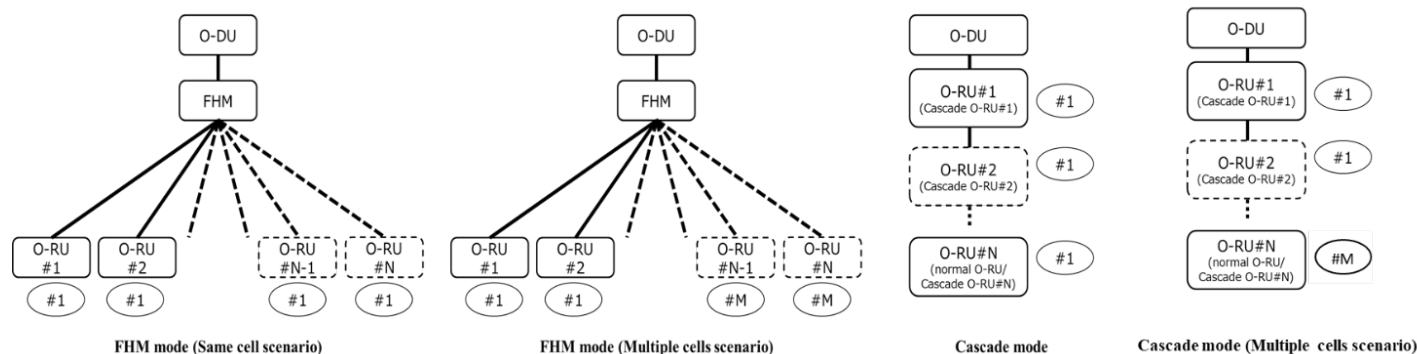 O-DU
FHM
O-RU
#1
O-RU
#2
O-RU
#N-1
O-RU
#N
#1
#1
#1
#1
FHM mode (Same cell scenario)
O-DU
FHM
O-RU
#1
O-RU
#2
O-RU
#N-1
O-RU
#N
#1
#1
#M
#M
FHM mode (Multiple cells scenario)
O-DU
O-RU#1
(Cascade O-RU#1)
#1
O-RU#2
(Cascade O-RU#2)
#1
O-RU#N
(normal O-RU/
Cascade O-RU#N)
#1
Cascade mode
O-DU
O-RU#1
(Cascade O-RU#1)
#1
O-RU#2
(Cascade O-RU#2)
#1
O-RU#N
(normal O-RU/
Cascade O-RU#N)
#M
Cascade mode (Multiple cells scenario)